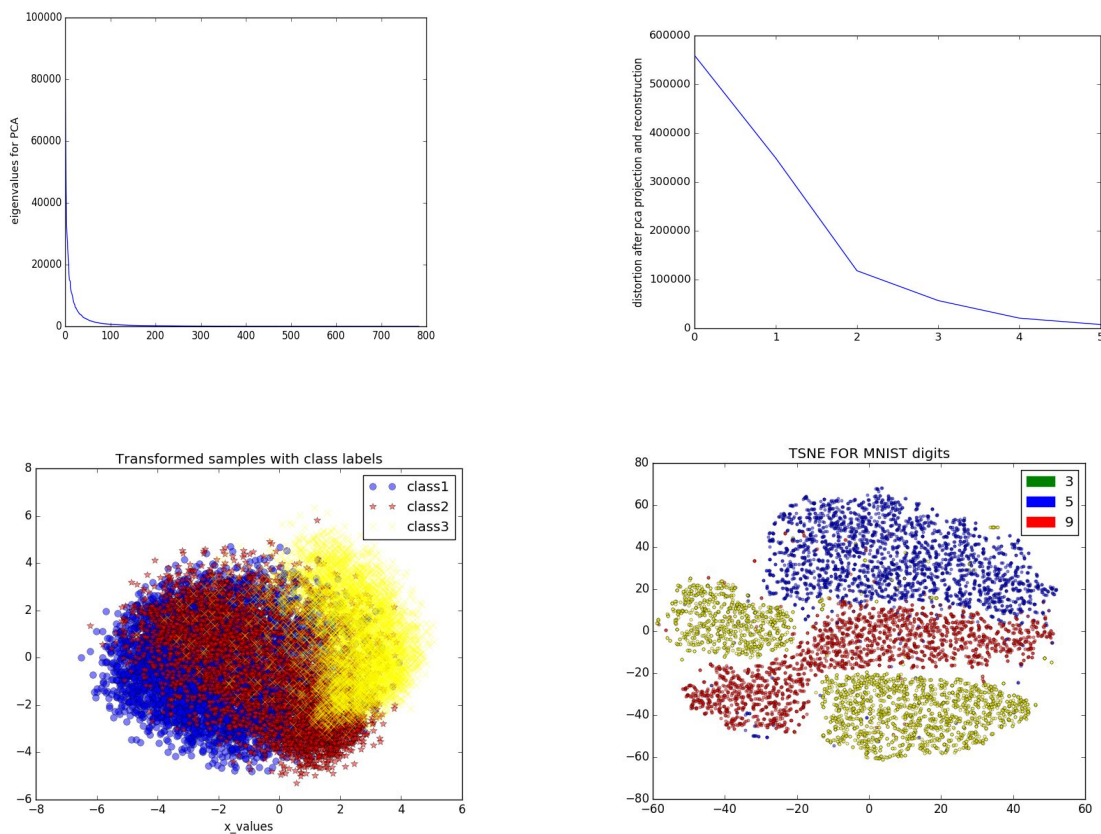 100000
80000
60000
40000
20000
0
eigenvalues for PCA
0 100 200 300 400 500 600 700 800
600000
500000
400000
300000
200000
100000
0
distortion after pca projection and reconstruction
0 1 2 3 4 5
Transformed samples with class labels
8
6
4
2
0
−2
−4
−6
class1
class2
class3
−8 −6 −4 −2 0 2 4 6
x_values
TSNE FOR MNIST digits
80
60
40
20
0
−20
−40
−60
−80
3
5
9
−60 −40 −20 0 20 40 60